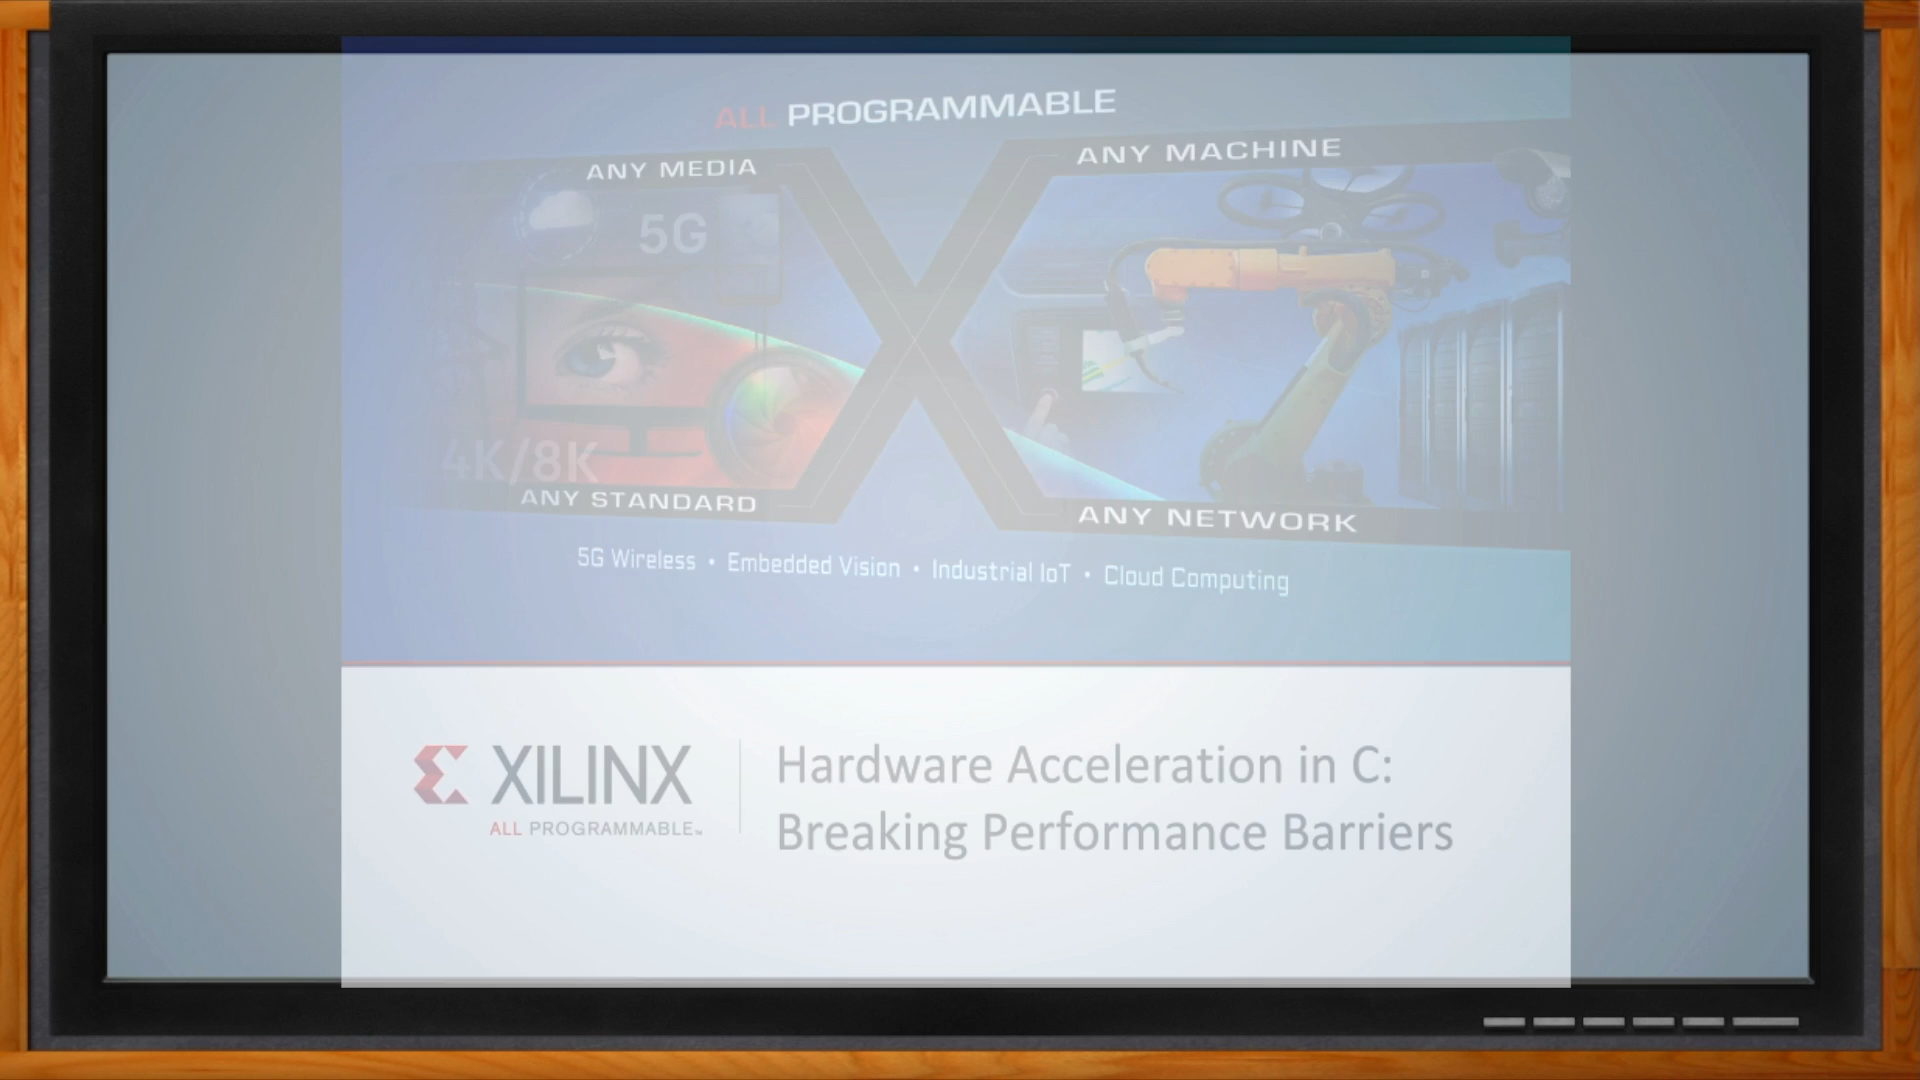 ALL PROGRAMMABLE
ANY MEDIA
ANY MACHINE
5G
4K/8K
ANY STANDARD
ANY NETWORK
5G Wireless • Embedded Vision • Industrial IoT • Cloud Computing
XILINX
ALL PROGRAMMABLE™
Hardware Acceleration in C:
Breaking Performance Barriers